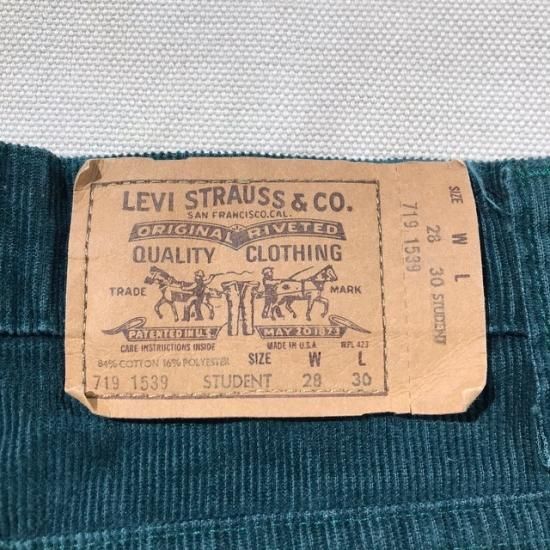 LEVI STRAUSS & CO.
SAN FRANCISCO, CAL.
ORIGINAL RIVETED
QUALITY CLOTHING
TRADE MARK
PATENTED IN U.S. MAY 20 1873
CARE INSTRUCTIONS INSIDE MADE IN U.S.A. WPL 423
84% COTTON 16% POLYESTER SIZE W L
719 1539 STUDENT 28 30
SIZE W L
719 1539 28 30 STUDENT